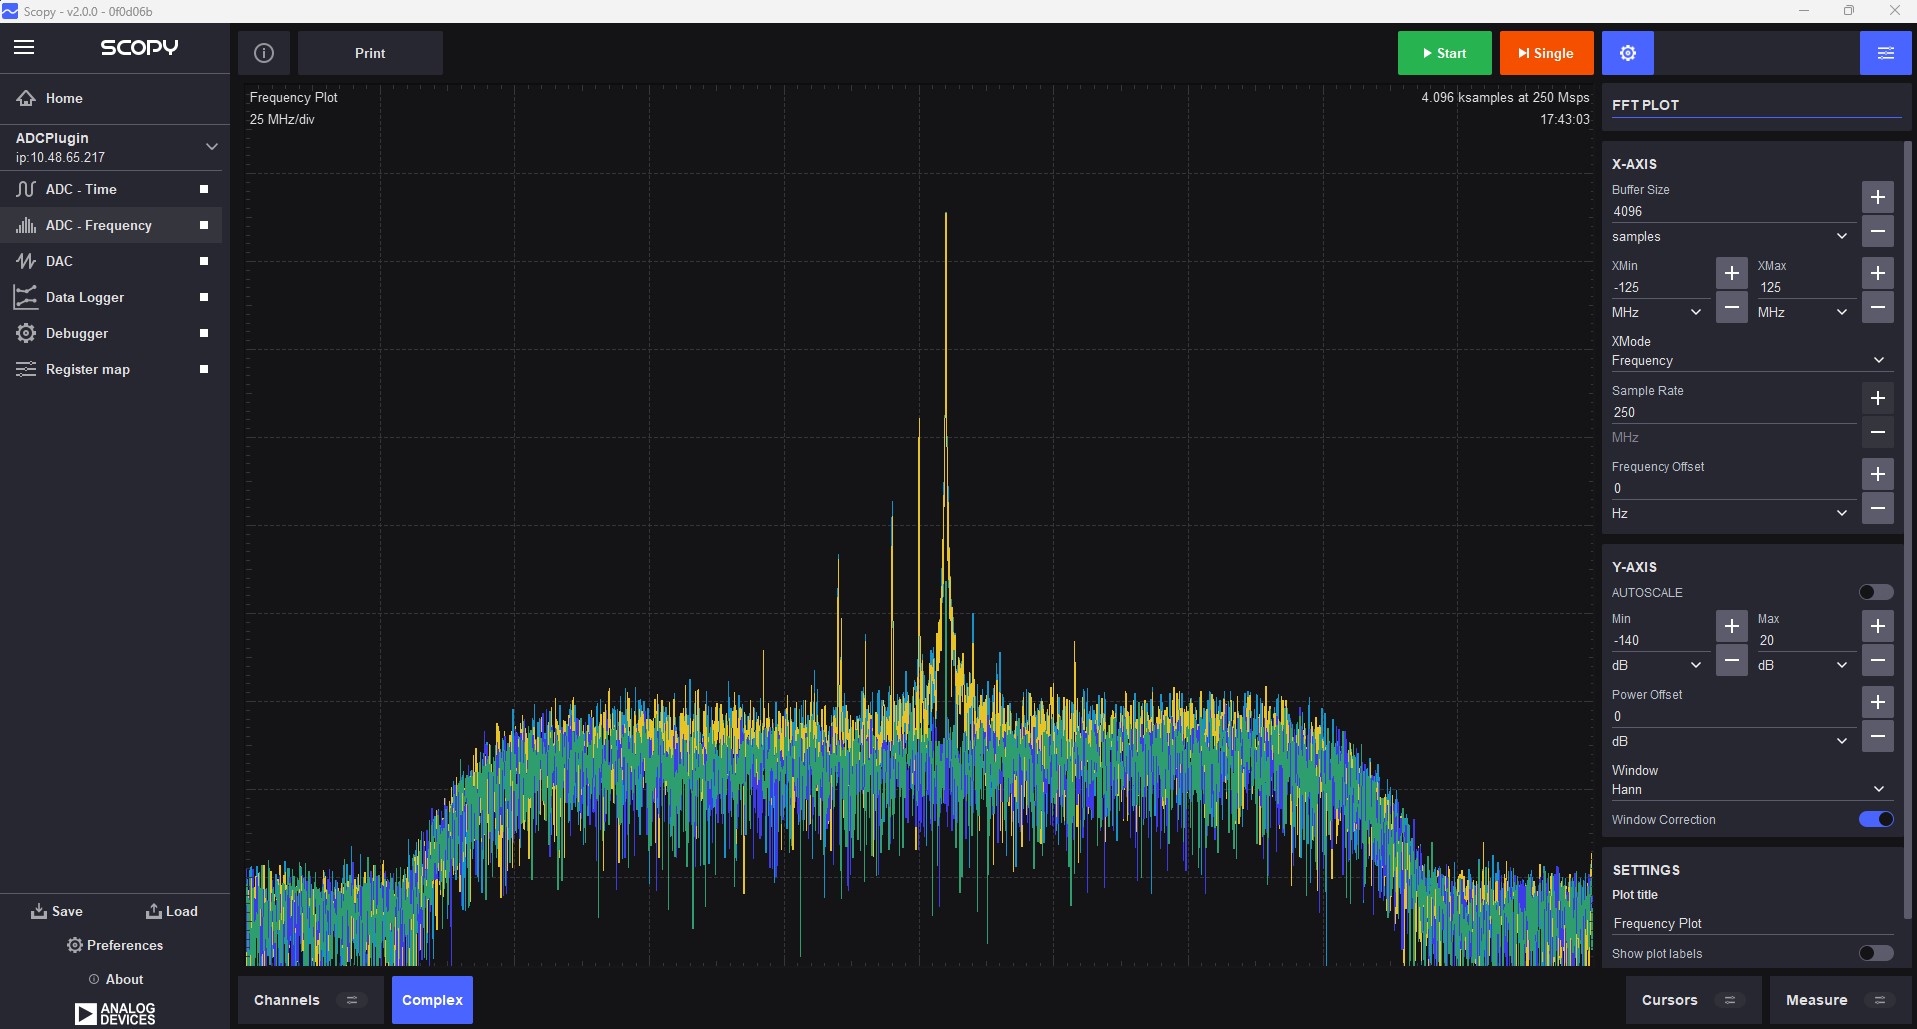 Scopy - v2.0.0 - 0f0d06b
SCOPY
Home
ADCPlugin
ip:10.48.65.217
ADC - Time
ADC - Frequency
DAC
Data Logger
Debugger
Register map
Save
Load
Preferences
About
ANALOG
DEVICES
Print
Start
Single
Frequency Plot
25 MHz/div
4.096 ksamples at 250 Msps
17:43:03
Channels
Complex
Cursors
Measure
FFT PLOT
X-AXIS
Buffer Size
4096
samples
XMin
-125
MHz
XMax
125
MHz
XMode
Frequency
Sample Rate
250
MHz
Frequency Offset
0
Hz
Y-AXIS
AUTOSCALE
Min
-140
dB
Max
20
dB
Power Offset
0
dB
Window
Hann
Window Correction
SETTINGS
Plot title
Frequency Plot
Show plot labels